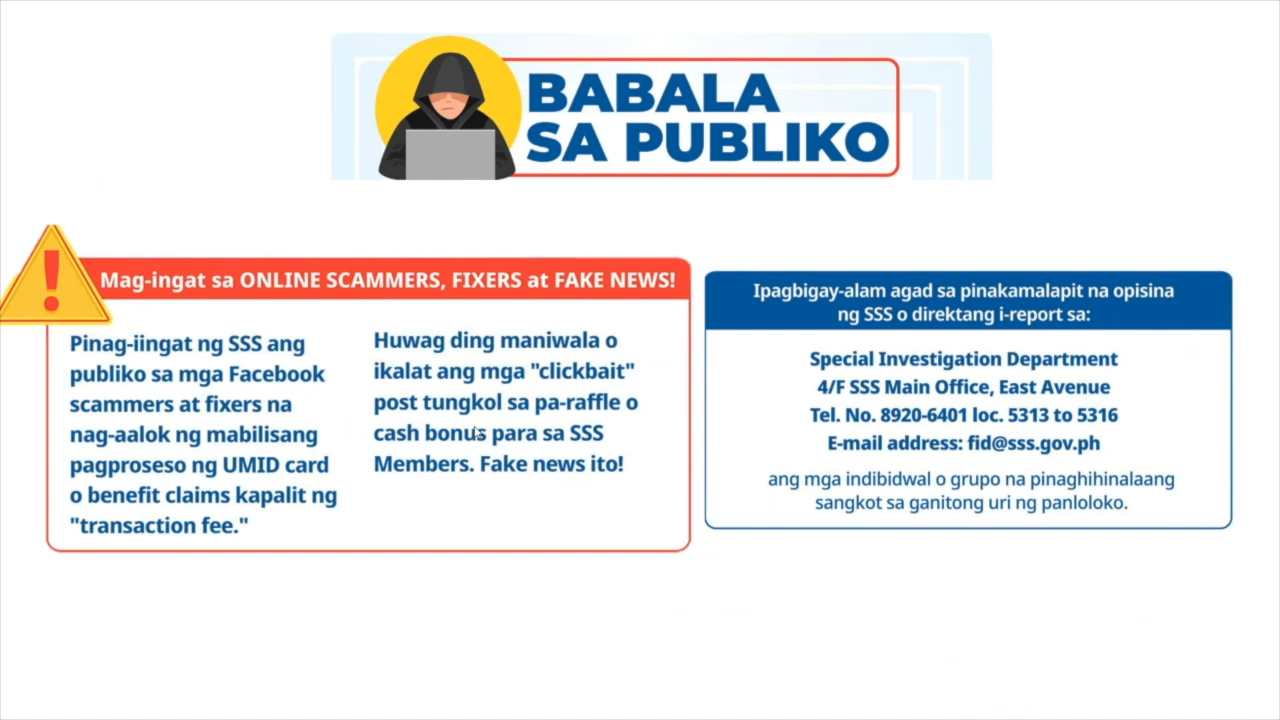 BABALA
SA PUBLIKO
Mag-ingat sa ONLINE SCAMMERS, FIXERS at FAKE NEWS!
Pinag-iingat ng SSS ang
publiko sa mga Facebook
scammers at fixers na
nag-aalok ng mabilisang
pagproseso ng UMID card
o benefit claims kapalit ng
"transaction fee."
Huwag ding maniwala o
ikalat ang mga "clickbait"
post tungkol sa pa-raffle o
cash bonus para sa SSS
Members. Fake news ito!
Ipagbigay-alam agad sa pinakamalapit na opisina
ng SSS o direktang i-report sa:
Special Investigation Department
4/F SSS Main Office, East Avenue
Tel. No. 8920-6401 loc. 5313 to 5316
E-mail address: fid@sss.gov.ph
ang mga indibidwal o grupo na pinaghihinalaang
sangkot sa ganitong uri ng panloloko.